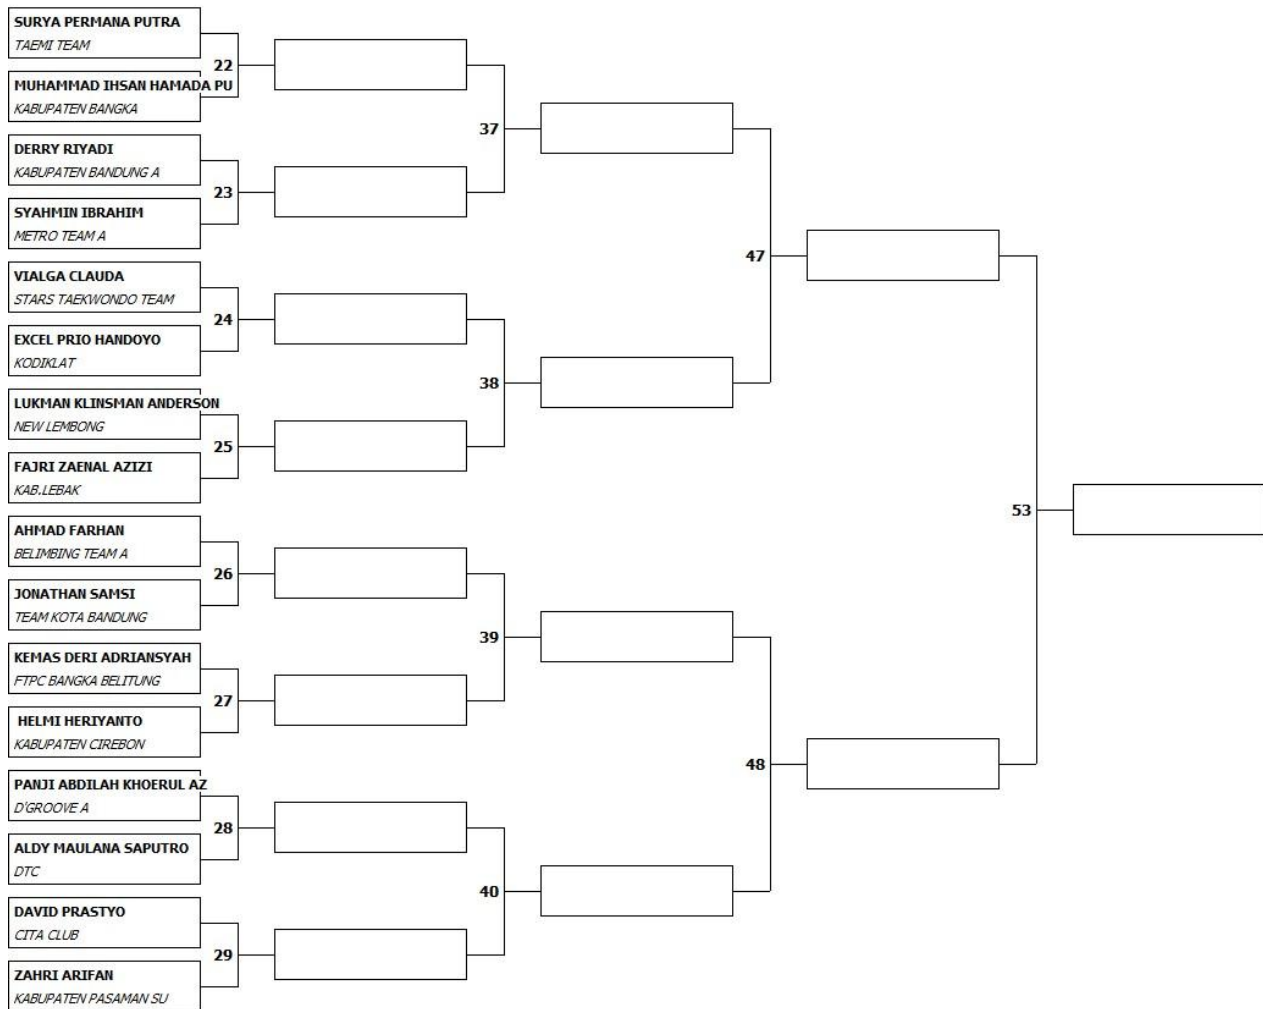 SURYA PERMANA PUTRA
TAEMI TEAM
22
MUHAMMAD IHSAN HAMADA PU
KABUPATEN BANGKA
37
DERRY RIYADI
KABUPATEN BANDUNG A
23
SYAHMIN IBRAHIM
METRO TEAM A
47
VIALGA CLAUDA
STARS TAEKWONDO TEAM
24
EXCEL PRIO HANDOYO
KODIKLAT
38
LUKMAN KLINSMAN ANDERSON
NEW LEMBONG
25
FAJRI ZAENAL AZIZI
KAB.LEBAK
53
AHMAD FARHAN
BELIMBING TEAM A
26
JONATHAN SAMSI
TEAM KOTA BANDUNG
39
KEMAS DERI ADRIANSYAH
FTPC BANGKA BELITUNG
27
HELMI HERIYANTO
KABUPATEN CIREBON
48
PANJI ABDILAH KHOERUL AZ
D'GROOVE A
28
ALDY MAULANA SAPUTRO
DTC
40
DAVID PRASTYO
CITA CLUB
29
ZAHRI ARIFAN
KABUPATEN PASAMAN SU